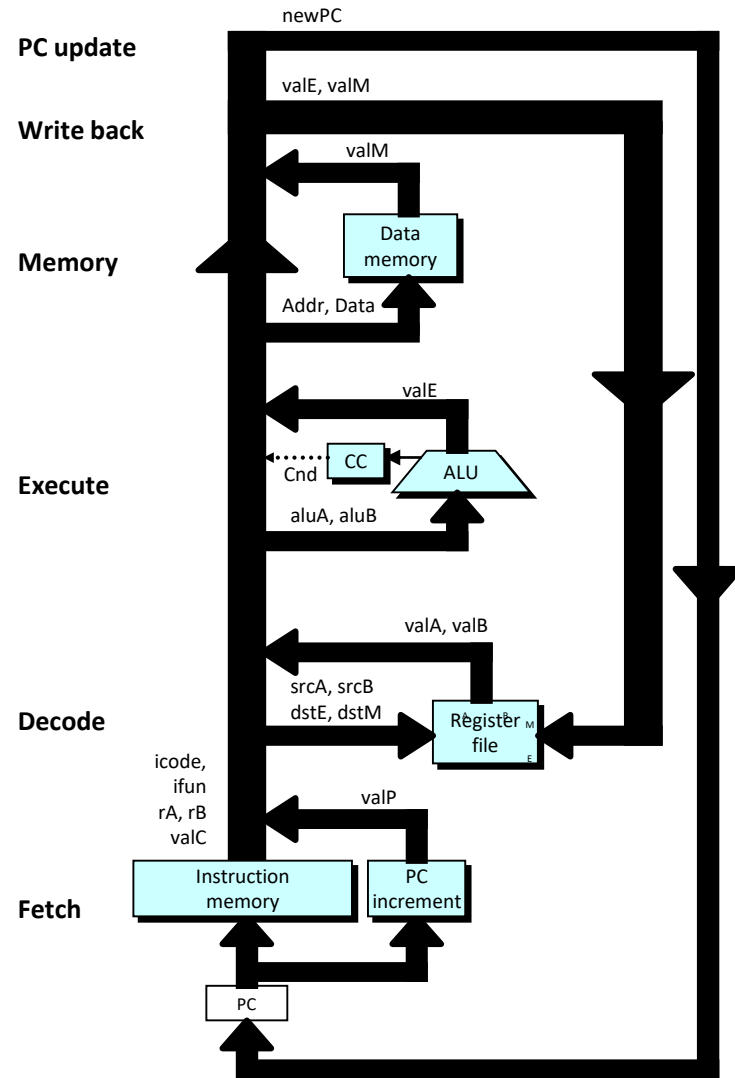 newPC
PC update
valE, valM
Write back
valM
Data
memory
Memory
Addr, Data
valE
CC
ALU
Cnd
Execute
aluA, aluB
valA, valB
srcA, srcB
dstE, dstM
A B
Register
M
file
E
Decode
icode,
ifun
rA, rB
valC
valP
Instruction
memory
PC
increment
Fetch
PC